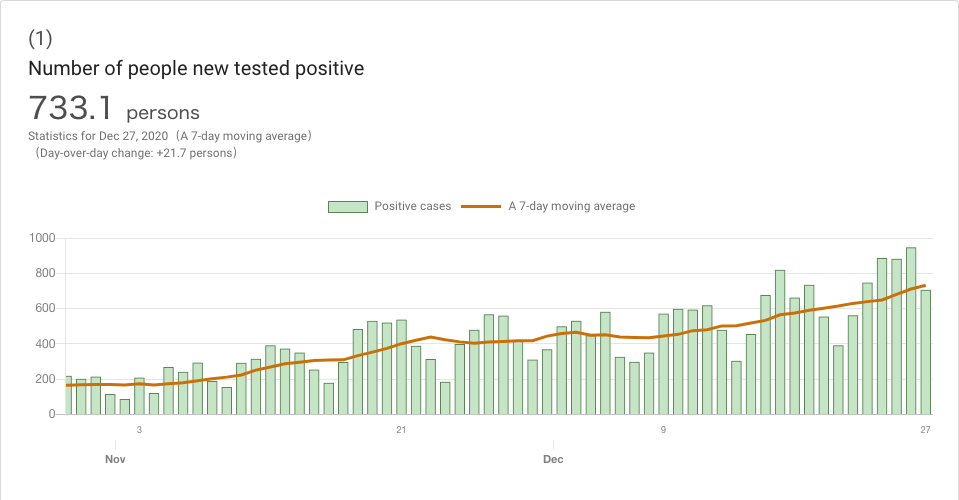 (1)
Number of people new tested positive
733.1 persons
Statistics for Dec 27, 2020（A 7-day moving average）
（Day-over-day change: +21.7 persons）
Positive cases A 7-day moving average
1000
800
600
400
200
0
3 21 9 27
Nov Dec